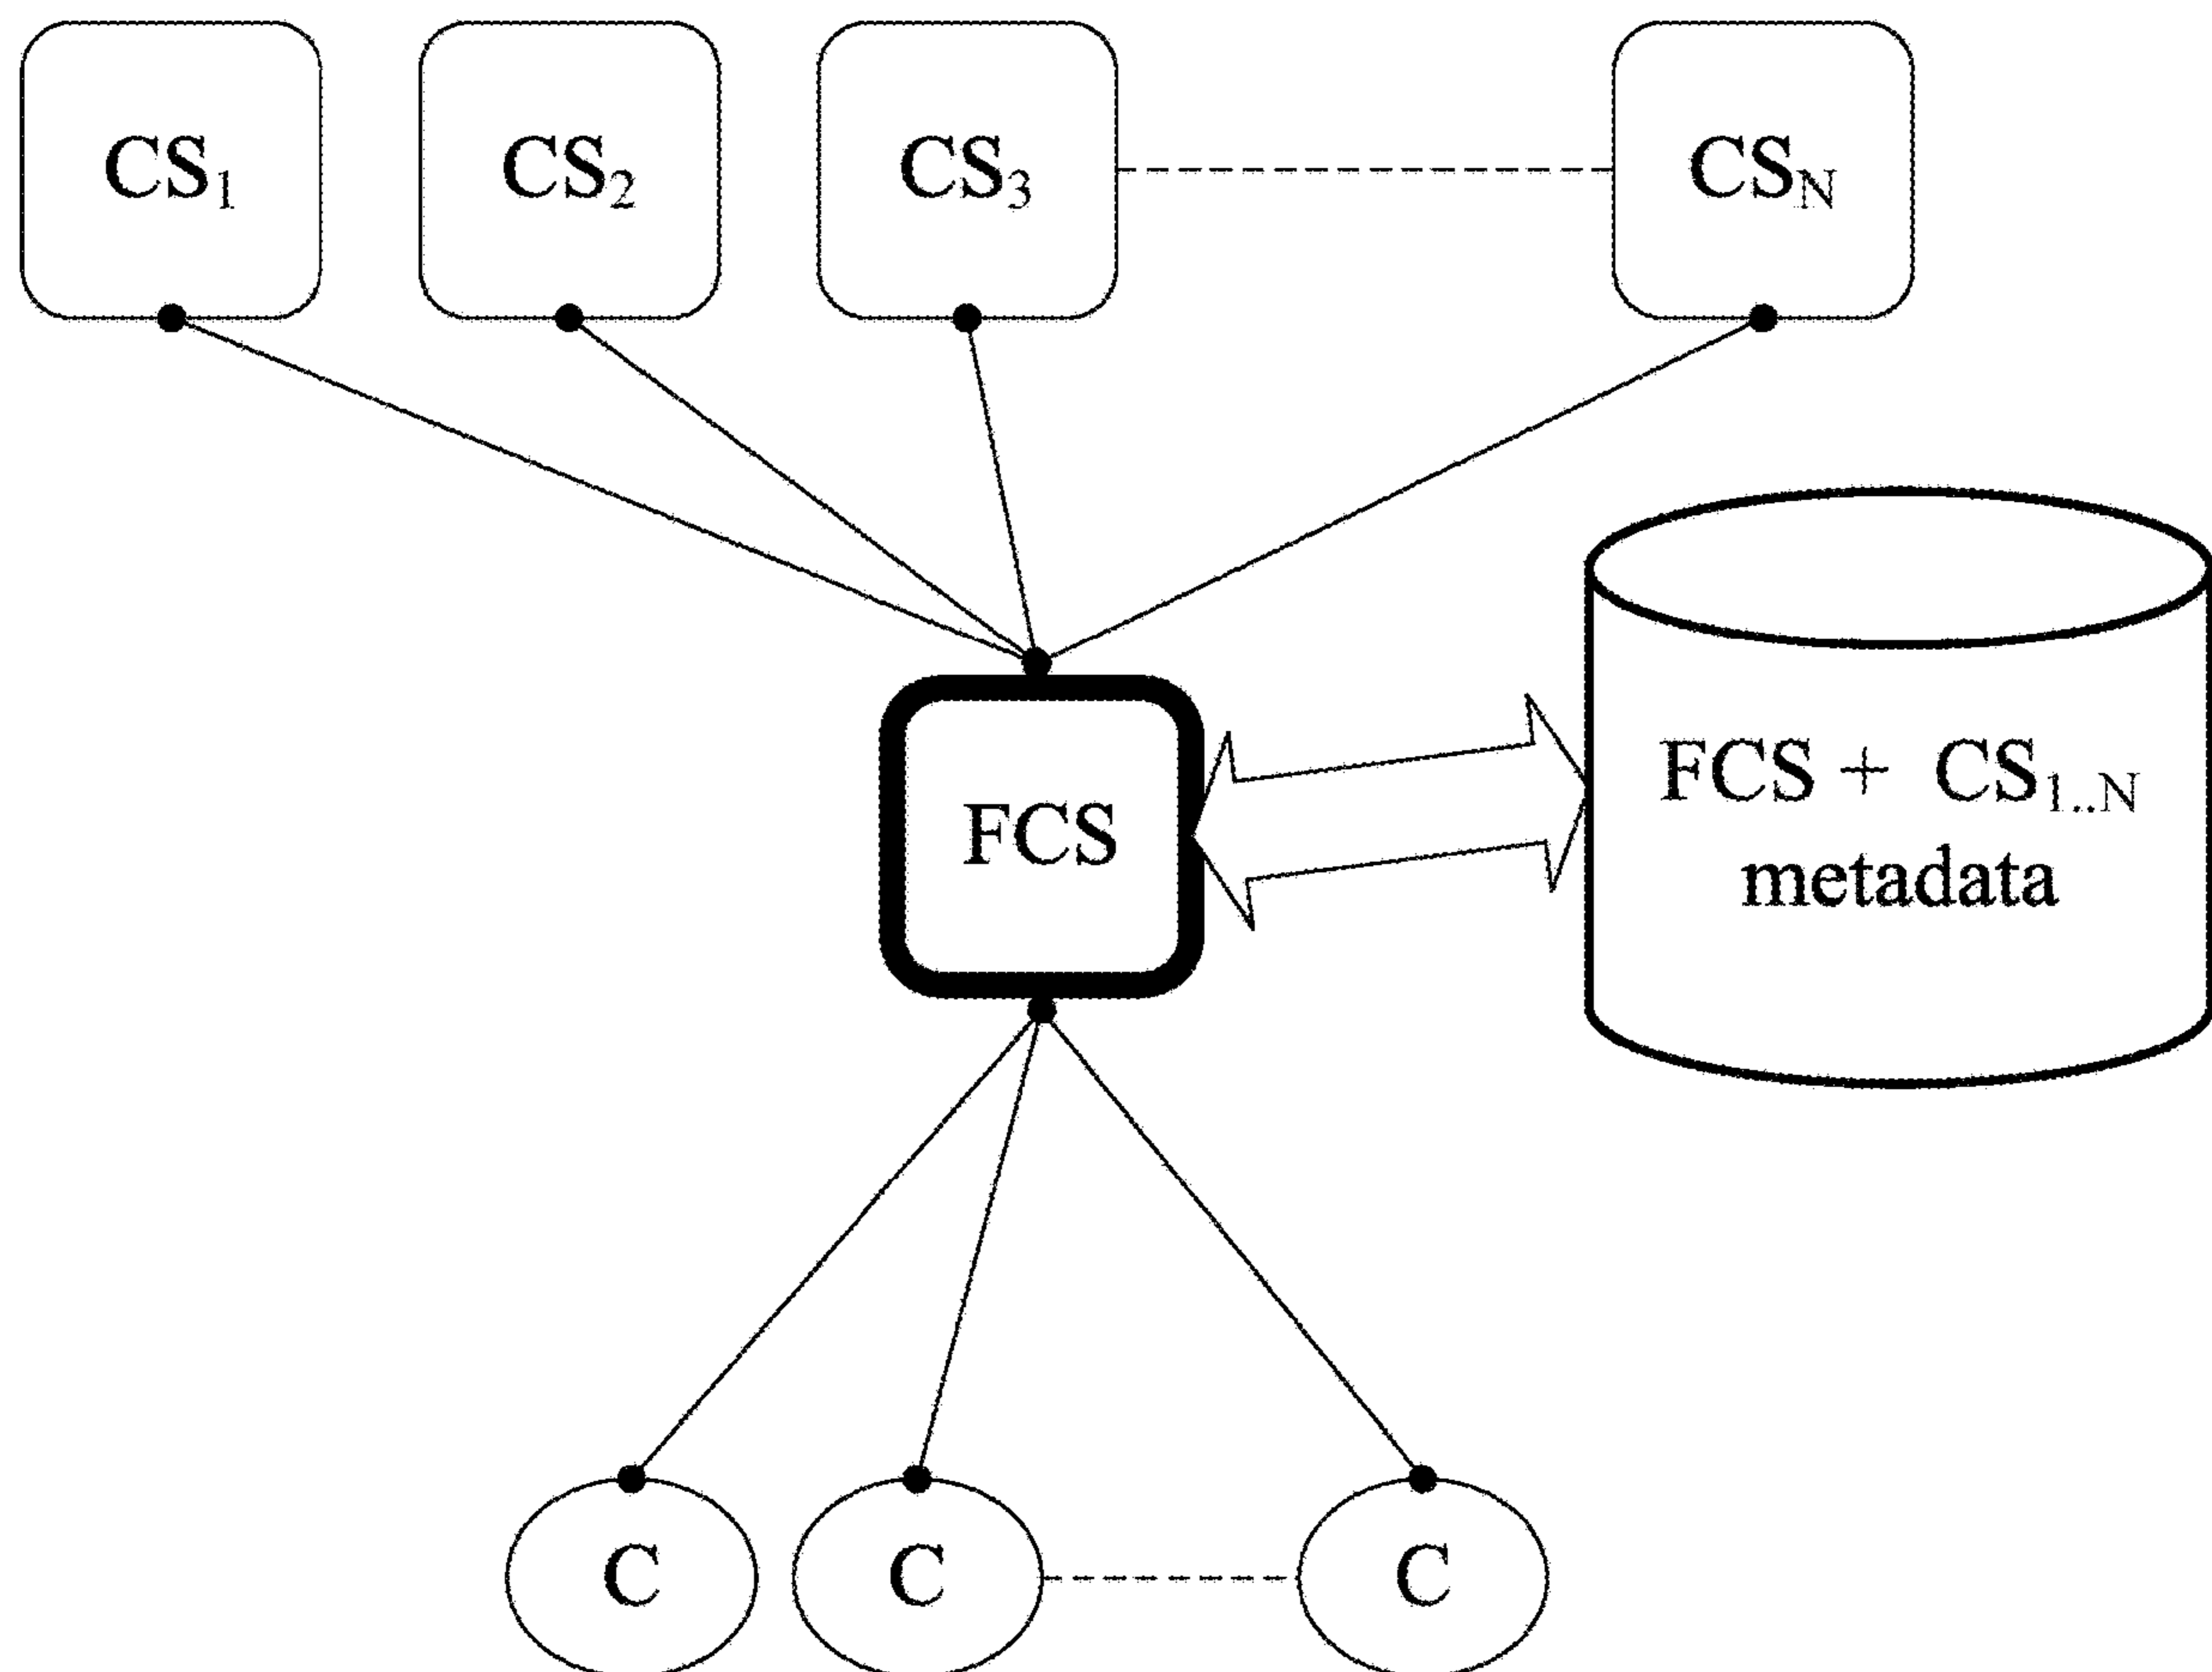 CS1 CS2 CS3 CSN
FCS
FCS + CS1..N
metadata
C C C